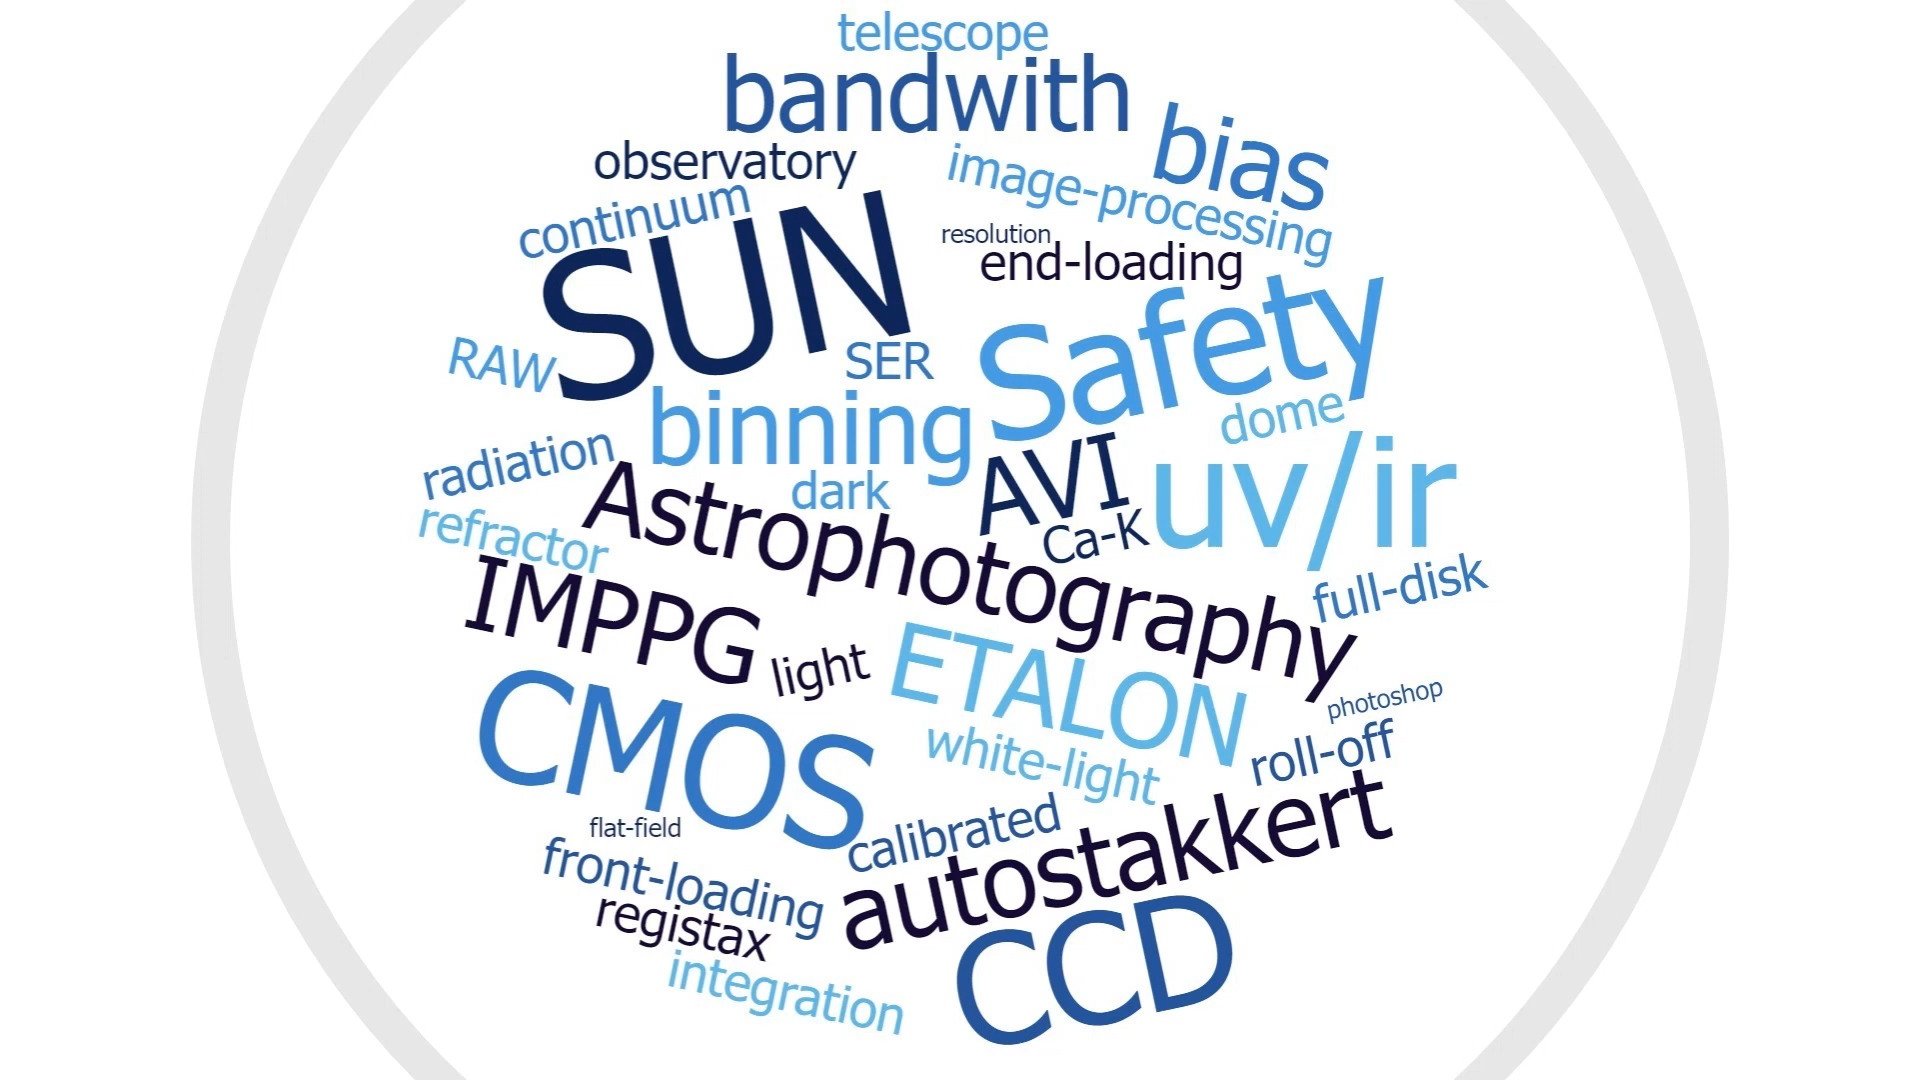 telescope
bandwith
bias
observatory
image-processing
continuum
resolution
end-loading
SUN
Safety
RAW
SER
binning
dome
radiation
AVI
uv/ir
dark
Astrophotography
Ca-K
refractor
full-disk
IMPPG
light
ETALON
photoshop
CMOS
white-light
roll-off
flat-field
calibrated
autostakkert
front-loading
registax
CCD
integration